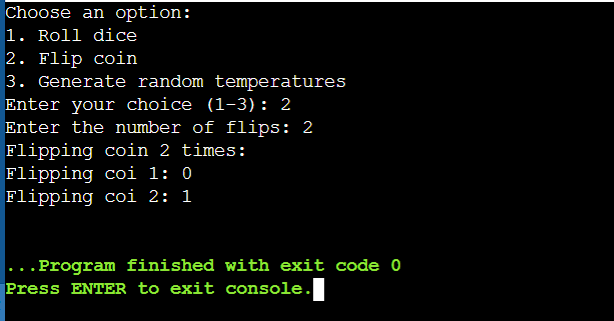 Choose an option:
1. Roll dice
2. Flip coin
3. Generate random temperatures
Enter your choice (1-3): 2
Enter the number of flips: 2
Flipping coin 2 times:
Flipping coi 1: 0
Flipping coi 2: 1
...Program finished with exit code 0
Press ENTER to exit console.